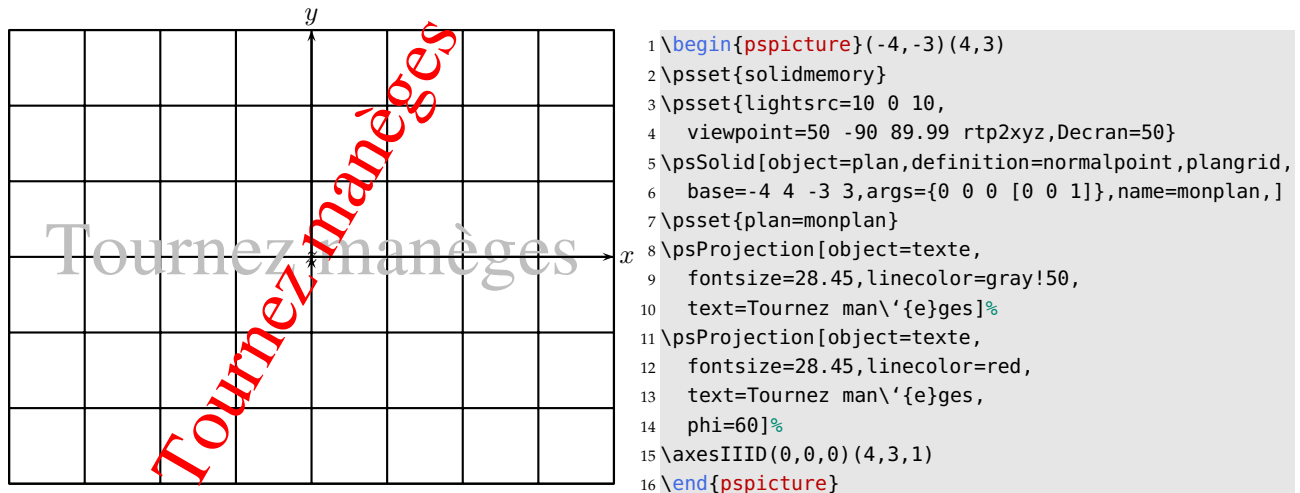 y
Tournez manèges
Tournez manèges
x
1 \begin{pspicture}(-4,-3)(4,3)
2 \psset{solidmemory}
3 \psset{lightsrc=10 0 10,
4 viewpoint=50 -90 89.99 rtp2xyz,Decran=50}
5 \psSolid[object=plan,definition=normalpoint,plangrid,
6 base=-4 4 -3 3,args={0 0 0 [0 0 1]},name=monplan,]
7 \psset{plan=monplan}
8 \psProjection[object=texte,
9 fontsize=28.45,linecolor=gray!50,
10 text=Tournez man\‘{e}ges]%
11 \psProjection[object=texte,
12 fontsize=28.45,linecolor=red,
13 text=Tournez man\‘{e}ges,
14 phi=60]%
15 \axesIIID(0,0,0)(4,3,1)
16 \end{pspicture}